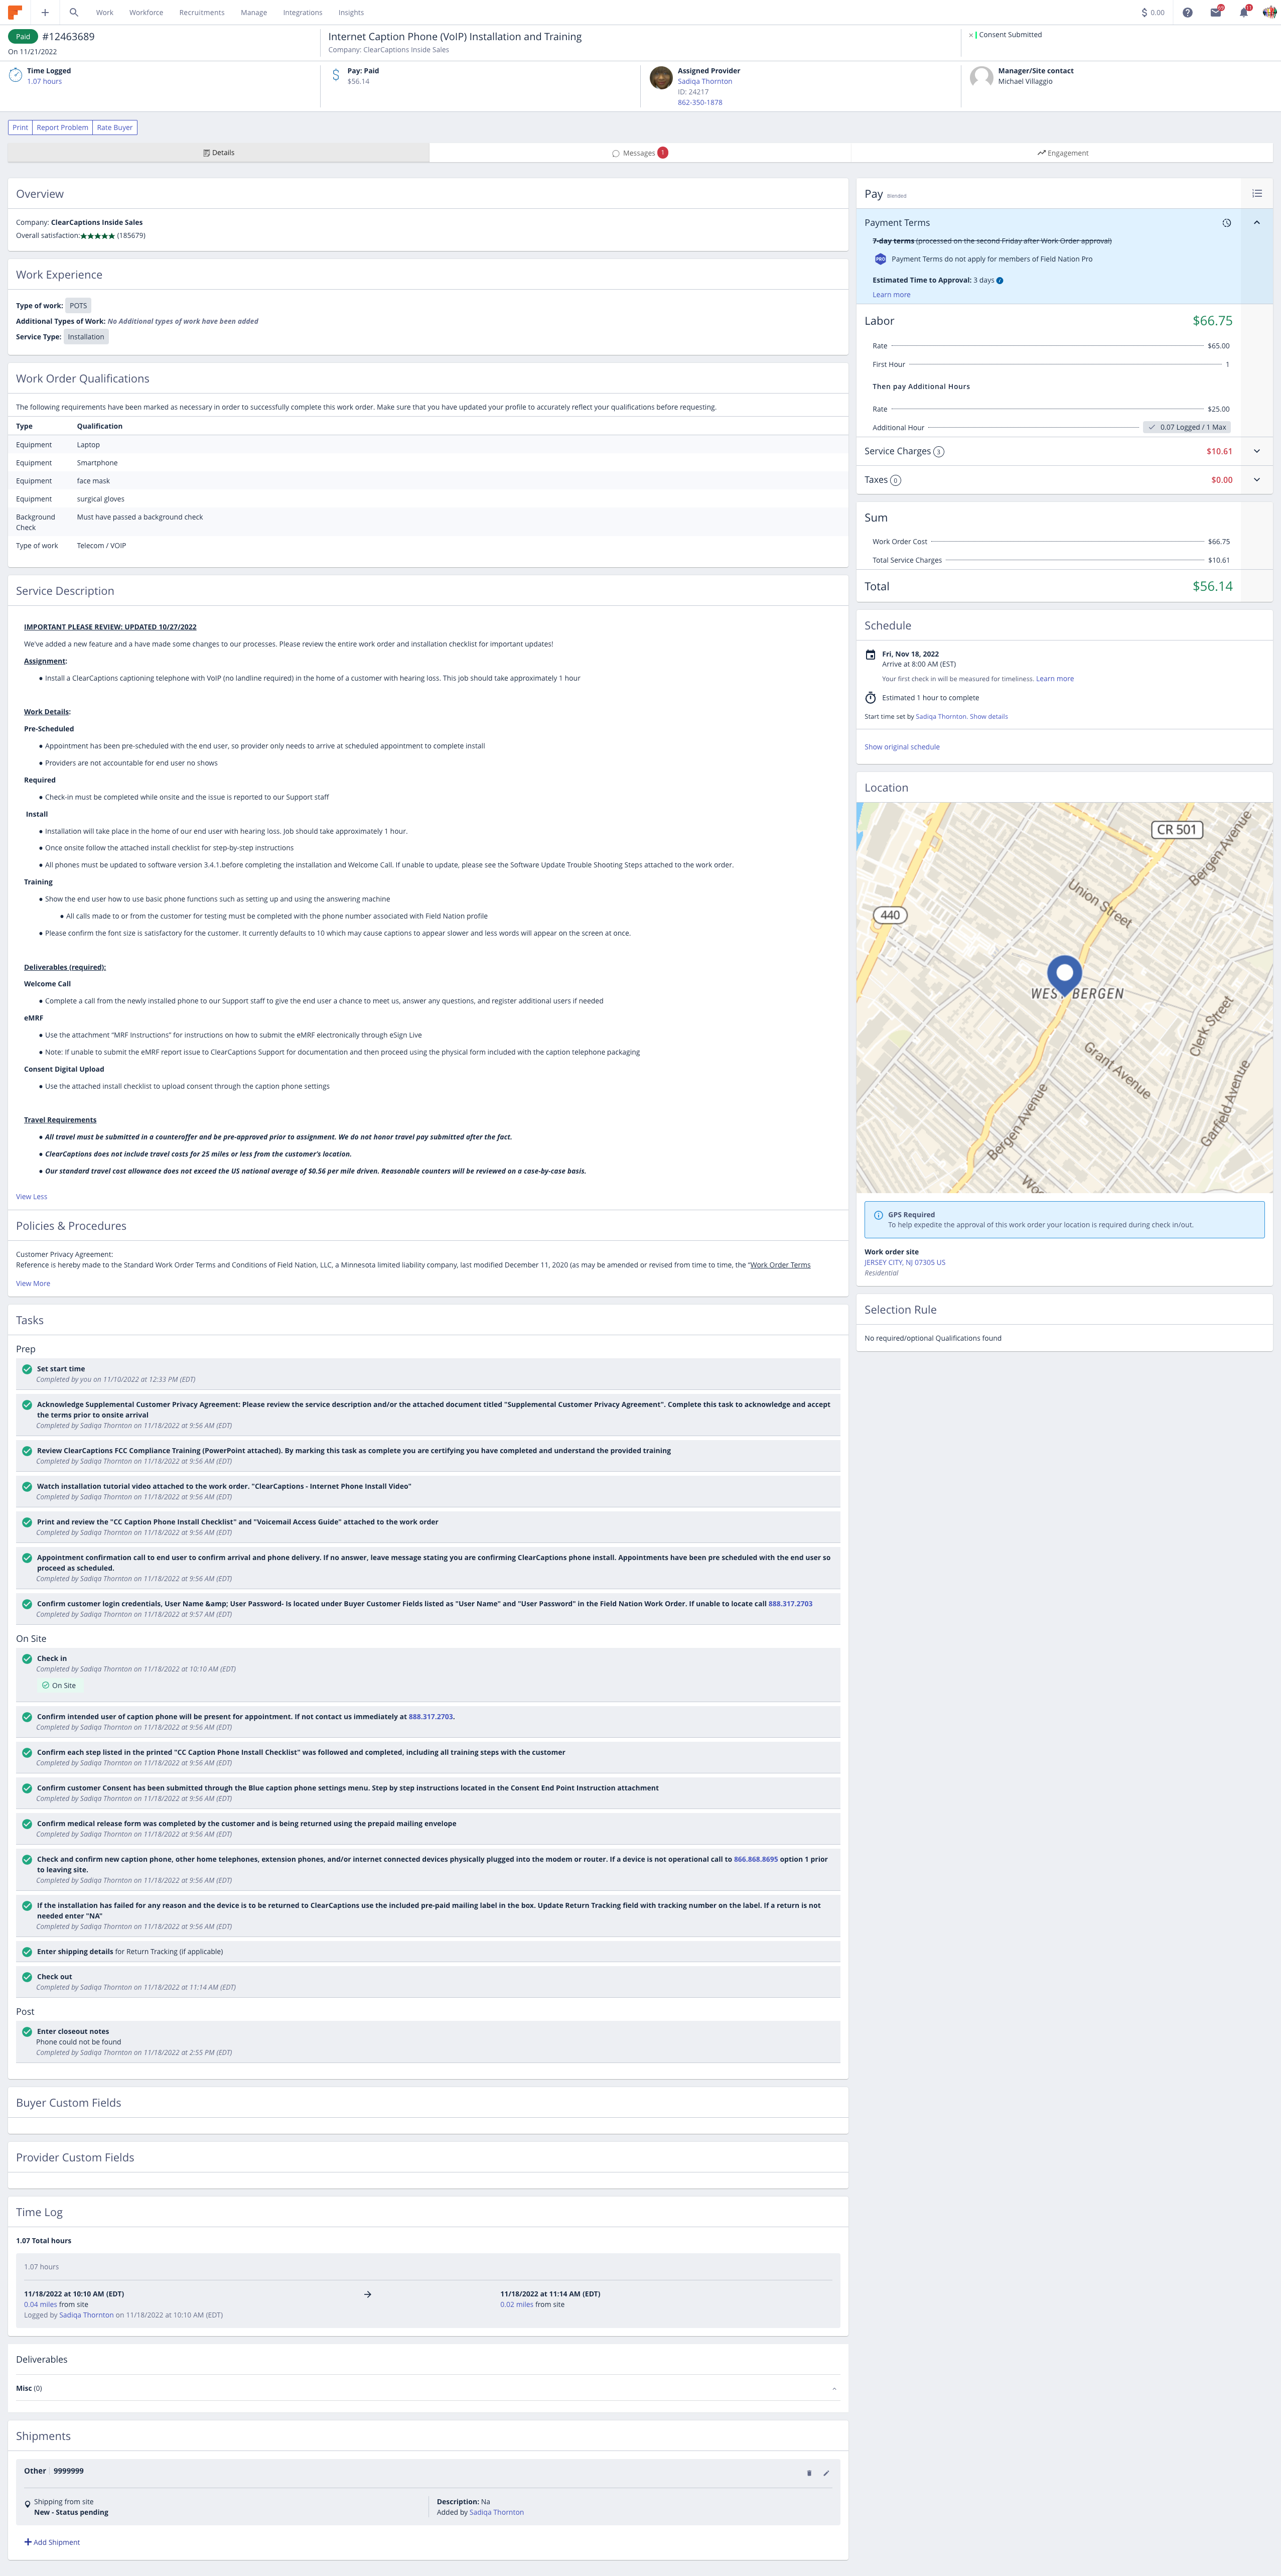 Work Workforce Recruitments Manage Integrations Insights
$ 0.00
11
Paid #12463689
On 11/21/2022
Internet Caption Phone (VoIP) Installation and Training
Company: ClearCaptions Inside Sales
Consent Submitted
Time Logged
1.07 hours
Pay: Paid
$56.14
Assigned Provider
Sadiqa Thornton
ID: 24217
862-350-1878
Manager/Site contact
Michael Villaggio
Print Report Problem Rate Buyer
Details
Messages 1
Engagement
Overview
Company: ClearCaptions Inside Sales
Overall satisfaction: ★★★★★ (185679)
Work Experience
Type of work: POTS
Additional Types of Work: No Additional types of work have been added
Service Type: Installation
Work Order Qualifications
The following requirements have been marked as necessary in order to successfully complete this work order. Make sure that you have updated your profile to accurately reflect your qualifications before requesting.
Type Qualification
Equipment Laptop
Equipment Smartphone
Equipment face mask
Equipment surgical gloves
Background Must have passed a background check
Check
Type of work Telecom / VOIP
Service Description
IMPORTANT PLEASE REVIEW: UPDATED 10/27/2022
We've added a new feature and a have made some changes to our processes. Please review the entire work order and installation checklist for important updates!
Assignment:
● Install a ClearCaptions captioning telephone with VoIP (no landline required) in the home of a customer with hearing loss. This job should take approximately 1 hour
Work Details:
Pre-Scheduled
● Appointment has been pre-scheduled with the end user, so provider only needs to arrive at scheduled appointment to complete install
● Providers are not accountable for end user no shows
Required
● Check-in must be completed while onsite and the issue is reported to our Support staff
Install
● Installation will take place in the home of our end user with hearing loss. Job should take approximately 1 hour.
● Once onsite follow the attached install checklist for step-by-step instructions
● All phones must be updated to software version 3.4.1.before completing the installation and Welcome Call. If unable to update, please see the Software Update Trouble Shooting Steps attached to the work order.
Training
● Show the end user how to use basic phone functions such as setting up and using the answering machine
● All calls made to or from the customer for testing must be completed with the phone number associated with Field Nation profile
● Please confirm the font size is satisfactory for the customer. It currently defaults to 10 which may cause captions to appear slower and less words will appear on the screen at once.
Deliverables (required):
Welcome Call
● Complete a call from the newly installed phone to our Support staff to give the end user a chance to meet us, answer any questions, and register additional users if needed
eMRF
● Use the attachment "MRF Instructions" for instructions on how to submit the eMRF electronically through eSign Live
● Note: If unable to submit the eMRF report issue to ClearCaptions Support for documentation and then proceed using the physical form included with the caption telephone packaging
Consent Digital Upload
● Use the attached install checklist to upload consent through the caption phone settings
Travel Requirements
● All travel must be submitted in a counteroffer and be pre-approved prior to assignment. We do not honor travel pay submitted after the fact.
● ClearCaptions does not include travel costs for 25 miles or less from the customer's location.
● Our standard travel cost allowance does not exceed the US national average of $0.56 per mile driven. Reasonable counters will be reviewed on a case-by-case basis.
View Less
Policies & Procedures
Customer Privacy Agreement:
Reference is hereby made to the Standard Work Order Terms and Conditions of Field Nation, LLC, a Minnesota limited liability company, last modified December 11, 2020 (as may be amended or revised from time to time, the "Work Order Terms
View More
Tasks
Prep
Set start time
Completed by you on 11/10/2022 at 12:33 PM (EDT)
Acknowledge Supplemental Customer Privacy Agreement: Please review the service description and/or the attached document titled "Supplemental Customer Privacy Agreement". Complete this task to acknowledge and accept
the terms prior to onsite arrival
Completed by Sadiqa Thornton on 11/18/2022 at 9:56 AM (EDT)
Review ClearCaptions FCC Compliance Training (PowerPoint attached). By marking this task as complete you are certifying you have completed and understand the provided training
Completed by Sadiqa Thornton on 11/18/2022 at 9:56 AM (EDT)
Watch installation tutorial video attached to the work order. "ClearCaptions - Internet Phone Install Video"
Completed by Sadiqa Thornton on 11/18/2022 at 9:56 AM (EDT)
Print and review the "CC Caption Phone Install Checklist" and "Voicemail Access Guide" attached to the work order
Completed by Sadiqa Thornton on 11/18/2022 at 9:56 AM (EDT)
Appointment confirmation call to end user to confirm arrival and phone delivery. If no answer, leave message stating you are confirming ClearCaptions phone install. Appointments have been pre scheduled with the end user so
proceed as scheduled.
Completed by Sadiqa Thornton on 11/18/2022 at 9:56 AM (EDT)
Confirm customer login credentials, User Name &amp; User Password- Is located under Buyer Customer Fields listed as "User Name" and "User Password" in the Field Nation Work Order. If unable to locate call 888.317.2703
Completed by Sadiqa Thornton on 11/18/2022 at 9:57 AM (EDT)
On Site
Check in
Completed by Sadiqa Thornton on 11/18/2022 at 10:10 AM (EDT)
On Site
Confirm intended user of caption phone will be present for appointment. If not contact us immediately at 888.317.2703.
Completed by Sadiqa Thornton on 11/18/2022 at 9:56 AM (EDT)
Confirm each step listed in the printed "CC Caption Phone Install Checklist" was followed and completed, including all training steps with the customer
Completed by Sadiqa Thornton on 11/18/2022 at 9:56 AM (EDT)
Confirm customer Consent has been submitted through the Blue caption phone settings menu. Step by step instructions located in the Consent End Point Instruction attachment
Completed by Sadiqa Thornton on 11/18/2022 at 9:56 AM (EDT)
Confirm medical release form was completed by the customer and is being returned using the prepaid mailing envelope
Completed by Sadiqa Thornton on 11/18/2022 at 9:56 AM (EDT)
Check and confirm new caption phone, other home telephones, extension phones, and/or internet connected devices physically plugged into the modem or router. If a device is not operational call to 866.868.8695 option 1 prior
to leaving site.
Completed by Sadiqa Thornton on 11/18/2022 at 9:56 AM (EDT)
If the installation has failed for any reason and the device is to be returned to ClearCaptions use the included pre-paid mailing label in the box. Update Return Tracking field with tracking number on the label. If a return is not
needed enter "NA"
Completed by Sadiqa Thornton on 11/18/2022 at 9:56 AM (EDT)
Enter shipping details for Return Tracking (if applicable)
Check out
Completed by Sadiqa Thornton on 11/18/2022 at 11:14 AM (EDT)
Post
Enter closeout notes
Phone could not be found
Completed by Sadiqa Thornton on 11/18/2022 at 2:55 PM (EDT)
Buyer Custom Fields
Provider Custom Fields
Time Log
1.07 Total hours
1.07 hours
11/18/2022 at 10:10 AM (EDT) → 11/18/2022 at 11:14 AM (EDT)
0.04 miles from site 0.02 miles from site
Logged by Sadiqa Thornton on 11/18/2022 at 10:10 AM (EDT)
Deliverables
Misc (0)
Shipments
Other 9999999
Shipping from site
New - Status pending
Description: Na
Added by Sadiqa Thornton
+ Add Shipment
Pay Blended
Payment Terms
7-day terms (processed on the second Friday after Work Order approval)
PRO Payment Terms do not apply for members of Field Nation Pro
Estimated Time to Approval: 3 days
Learn more
Labor $66.75
Rate $65.00
First Hour 1
Then pay Additional Hours
Rate $25.00
Additional Hour 0.07 Logged / 1 Max
Service Charges 3 $10.61
Taxes 0 $0.00
Sum
Work Order Cost $66.75
Total Service Charges $10.61
Total $56.14
Schedule
Fri, Nov 18, 2022
Arrive at 8:00 AM (EST)
Your first check in will be measured for timeliness. Learn more
Estimated 1 hour to complete
Start time set by Sadiqa Thornton. Show details
Show original schedule
Location
CR 501
Bergen Avenue
Union Street
440
WEST BERGEN
Clerk Street
Grant Avenue
Garfield Avenue
Bergen Avenue
GPS Required
To help expedite the approval of this work order your location is required during check in/out.
Work order site
JERSEY CITY, NJ 07305 US
Residential
Selection Rule
No required/optional Qualifications found